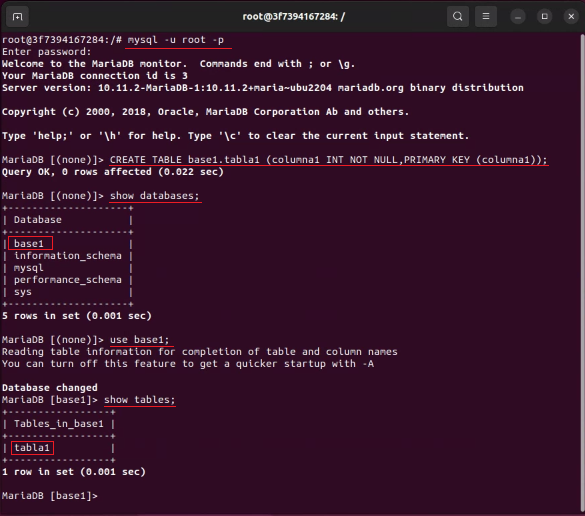 root@3f7394167284: /
root@3f7394167284:/# mysql -u root -p
Enter password:
Welcome to the MariaDB monitor.  Commands end with ; or \g.
Your MariaDB connection id is 3
Server version: 10.11.2-MariaDB-1:10.11.2+maria~ubu2204 mariadb.org binary distribution

Copyright (c) 2000, 2018, Oracle, MariaDB Corporation Ab and others.

Type 'help;' or '\h' for help. Type '\c' to clear the current input statement.

MariaDB [(none)]> CREATE TABLE base1.tabla1 (columna1 INT NOT NULL,PRIMARY KEY (columna1));
Query OK, 0 rows affected (0.022 sec)

MariaDB [(none)]> show databases;
+--------------------+
| Database           |
+--------------------+
| base1              |
| information_schema |
| mysql              |
| performance_schema |
| sys                |
+--------------------+
5 rows in set (0.001 sec)

MariaDB [(none)]> use base1;
Reading table information for completion of table and column names
You can turn off this feature to get a quicker startup with -A

Database changed
MariaDB [base1]> show tables;
+-----------------+
| Tables_in_base1 |
+-----------------+
| tabla1          |
+-----------------+
1 row in set (0.001 sec)

MariaDB [base1]>